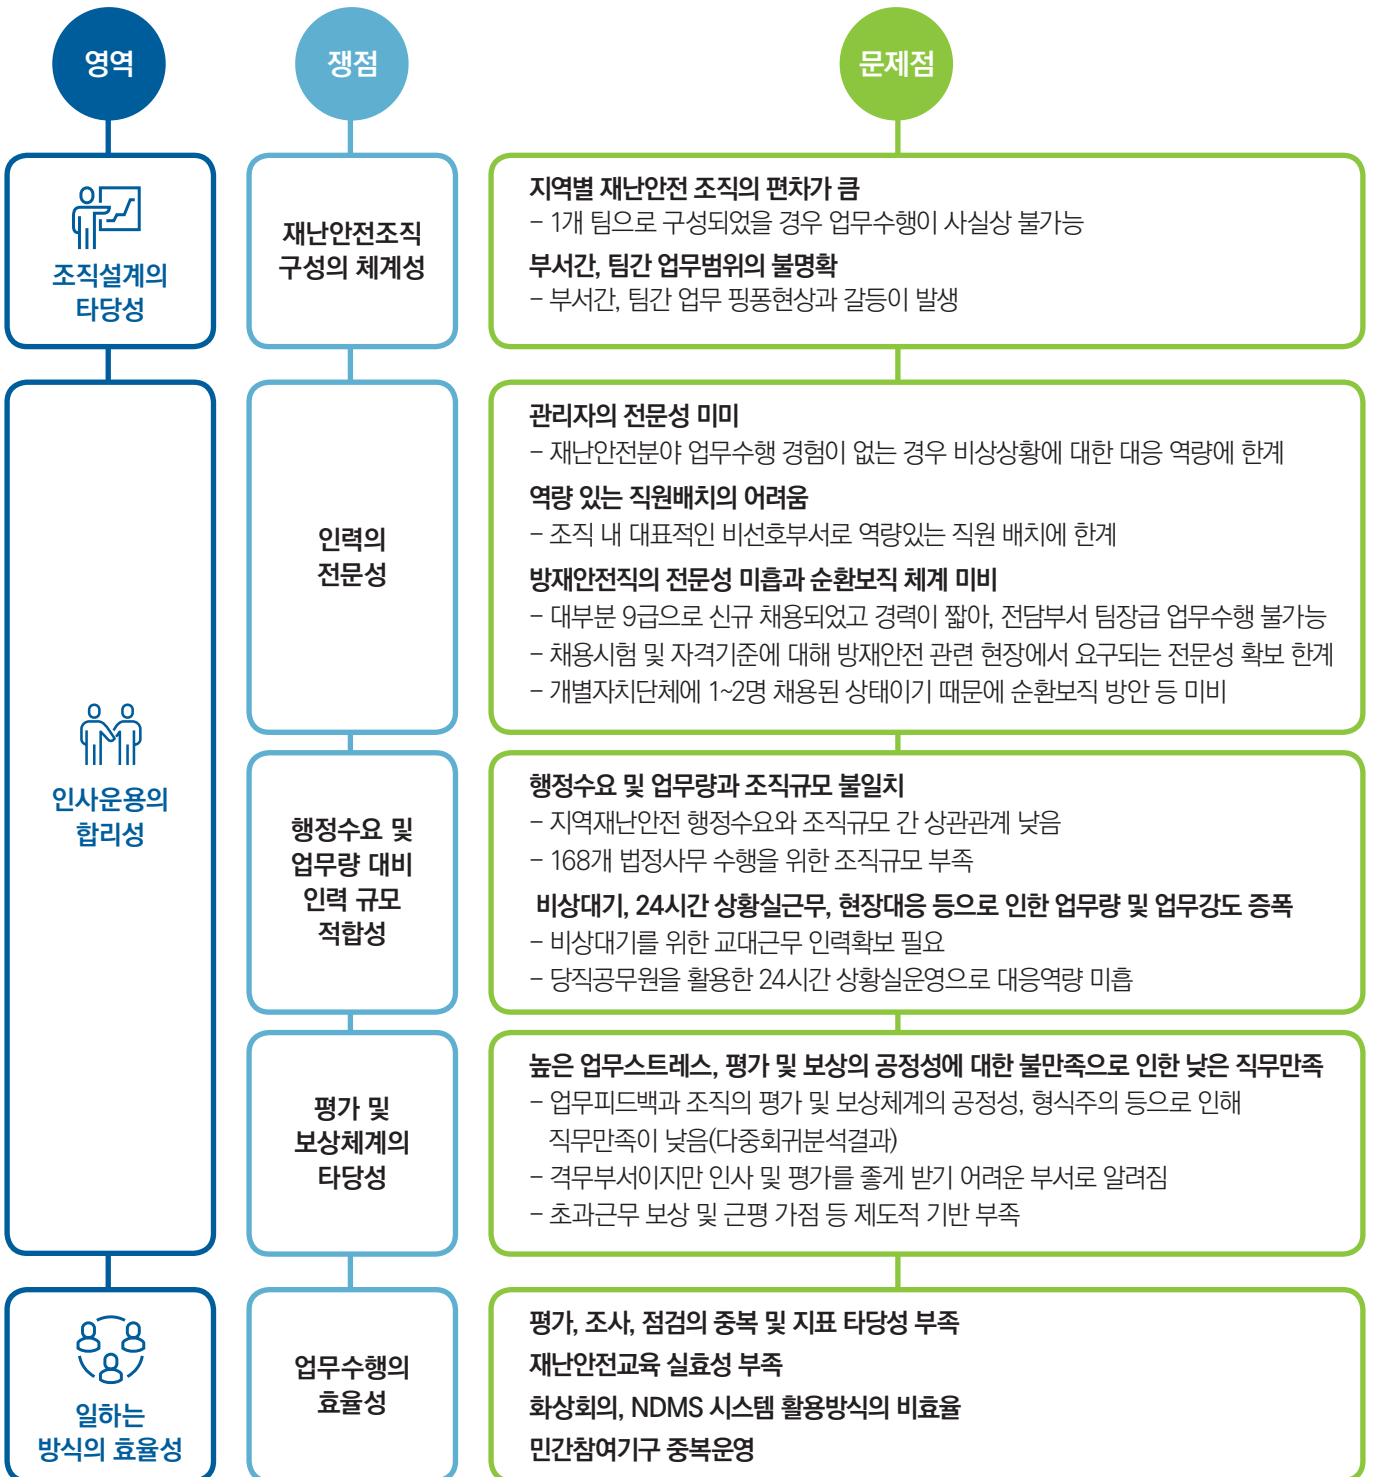 영역
쟁점
문제점
조직설계의
타당성
재난안전조직
구성의 체계성
지역별 재난안전 조직의 편차가 큼
- 1개 팀으로 구성되었을 경우 업무수행이 사실상 불가능
부서간, 팀간 업무범위의 불명확
- 부서간, 팀간 업무 핑퐁현상과 갈등이 발생
인사운용의
합리성
인력의
전문성
관리자의 전문성 미미
- 재난안전분야 업무수행 경험이 없는 경우 비상상황에 대한 대응 역량에 한계
역량 있는 직원배치의 어려움
- 조직 내 대표적인 비선호부서로 역량있는 직원 배치에 한계
방재안전직의 전문성 미흡과 순환보직 체계 미비
- 대부분 9급으로 신규 채용되었고 경력이 짧아, 전담부서 팀장급 업무수행 불가능
- 채용시험 및 자격기준에 대해 방재안전 관련 현장에서 요구되는 전문성 확보 한계
- 개별자치단체에 1~2명 채용된 상태이기 때문에 순환보직 방안 등 미비
행정수요 및
업무량 대비
인력 규모
적합성
행정수요 및 업무량과 조직규모 불일치
- 지역재난안전 행정수요와 조직규모 간 상관관계 낮음
- 168개 법정사무 수행을 위한 조직규모 부족
비상대기, 24시간 상황실근무, 현장대응 등으로 인한 업무량 및 업무강도 증폭
- 비상대기를 위한 교대근무 인력확보 필요
- 당직공무원을 활용한 24시간 상황실운영으로 대응역량 미흡
평가 및
보상체계의
타당성
높은 업무스트레스, 평가 및 보상의 공정성에 대한 불만족으로 인한 낮은 직무만족
- 업무피드백과 조직의 평가 및 보상체계의 공정성, 형식주의 등으로 인해
직무만족이 낮음(다중회귀분석결과)
- 격무부서이지만 인사 및 평가를 좋게 받기 어려운 부서로 알려짐
- 초과근무 보상 및 근평 가점 등 제도적 기반 부족
일하는
방식의 효율성
업무수행의
효율성
평가, 조사, 점검의 중복 및 지표 타당성 부족
재난안전교육 실효성 부족
화상회의, NDMS 시스템 활용방식의 비효율
민간참여기구 중복운영